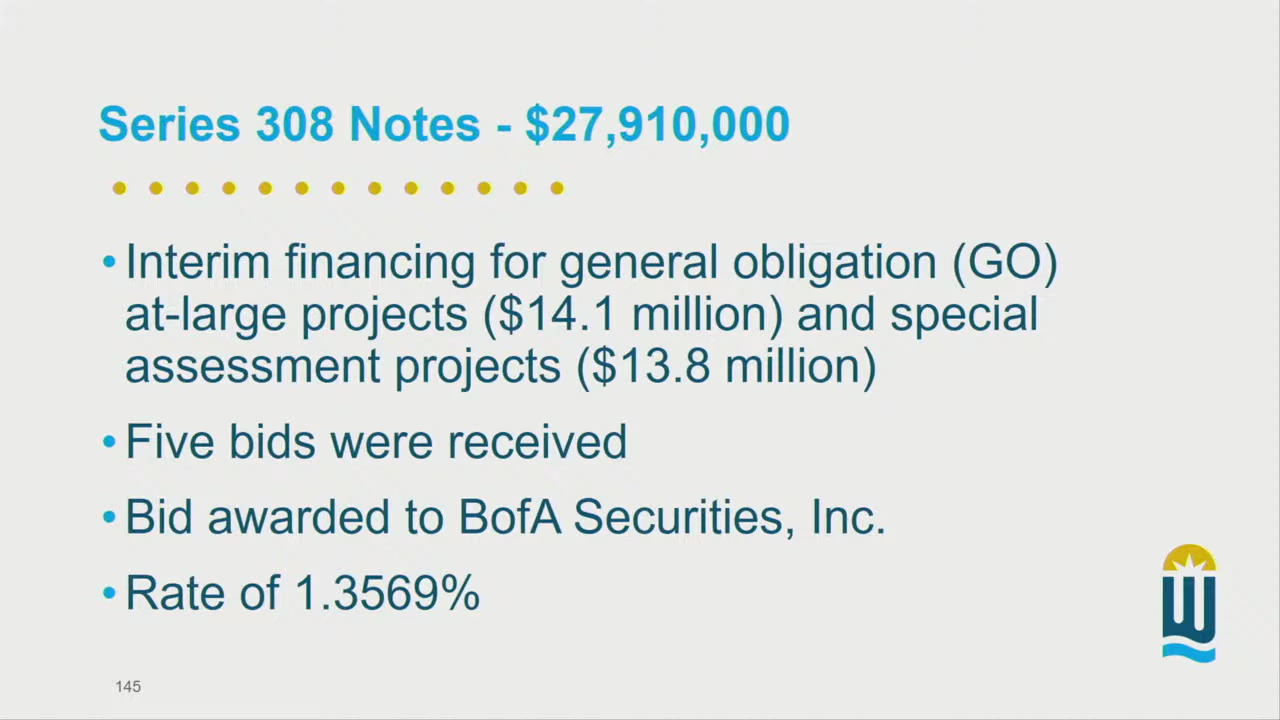 Series 308 Notes - $27,910,000
•Interim financing for general obligation (GO)
at-large projects ($14.1 million) and special
assessment projects ($13.8 million)
•Five bids were received
•Bid awarded to BofA Securities, Inc.
•Rate of 1.3569%
W
145